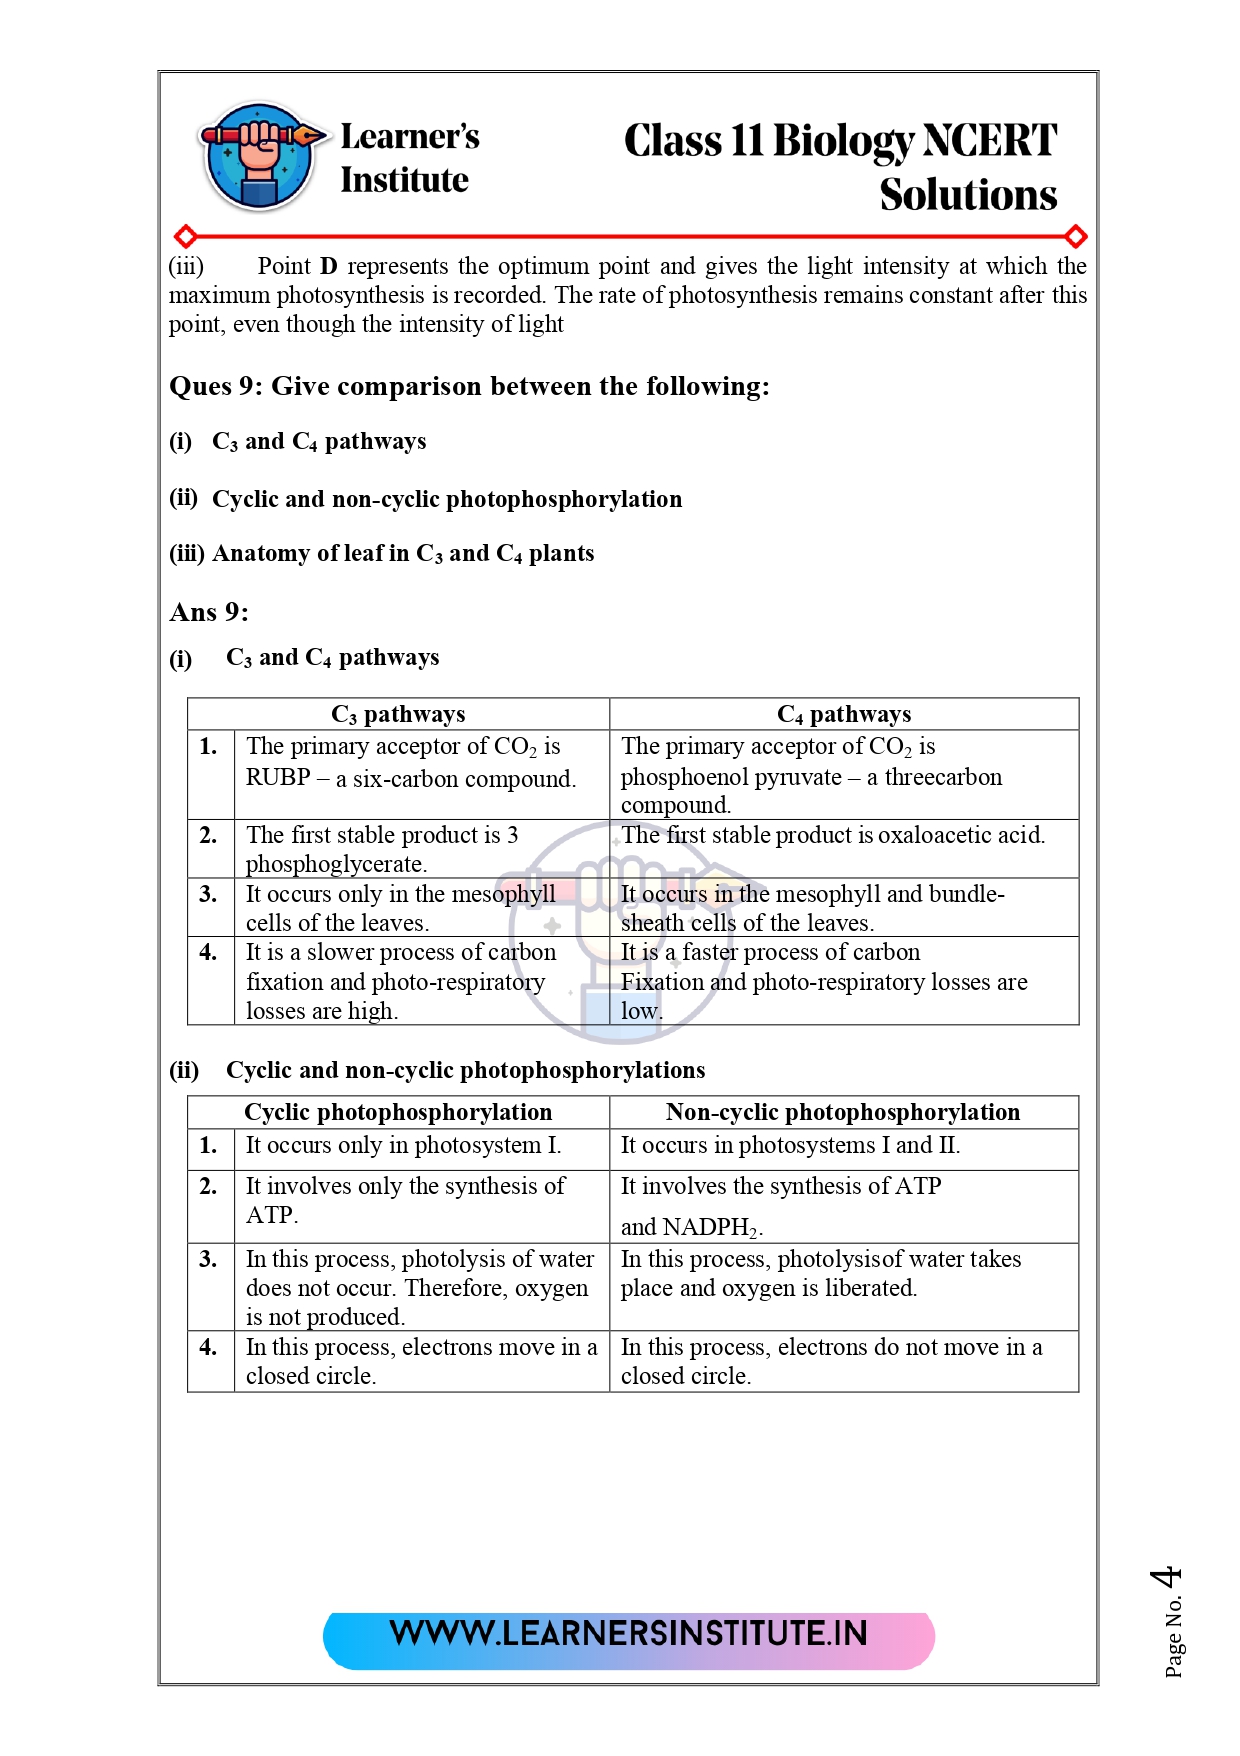 Learner's
Institute
Class 11 Biology NCERT
Solutions
(iii) Point D represents the optimum point and gives the light intensity at which the
maximum photosynthesis is recorded. The rate of photosynthesis remains constant after this
point, even though the intensity of light
Ques 9: Give comparison between the following:
(i) C₃ and C₄ pathways
(ii) Cyclic and non-cyclic photophosphorylation
(iii) Anatomy of leaf in C₃ and C₄ plants
Ans 9:
(i) C₃ and C₄ pathways
C₃ pathways
C₄ pathways
1.
The primary acceptor of CO₂ is
RUBP – a six-carbon compound.
The primary acceptor of CO₂ is
phosphoenol pyruvate – a threecarbon
compound.
2.
The first stable product is 3
phosphoglycerate.
The first stable product is oxaloacetic acid.
3.
It occurs only in the mesophyll
cells of the leaves.
It occurs in the mesophyll and bundle-
sheath cells of the leaves.
4.
It is a slower process of carbon
fixation and photo-respiratory
losses are high.
It is a faster process of carbon
Fixation and photo-respiratory losses are
low.
(ii) Cyclic and non-cyclic photophosphorylations
Cyclic photophosphorylation
Non-cyclic photophosphorylation
1.
It occurs only in photosystem I.
It occurs in photosystems I and II.
2.
It involves only the synthesis of
ATP.
It involves the synthesis of ATP
and NADPH₂.
3.
In this process, photolysis of water
does not occur. Therefore, oxygen
is not produced.
In this process, photolysisof water takes
place and oxygen is liberated.
4.
In this process, electrons move in a
closed circle.
In this process, electrons do not move in a
closed circle.
WWW.LEARNERSINSTITUTE.IN
Page No. 4